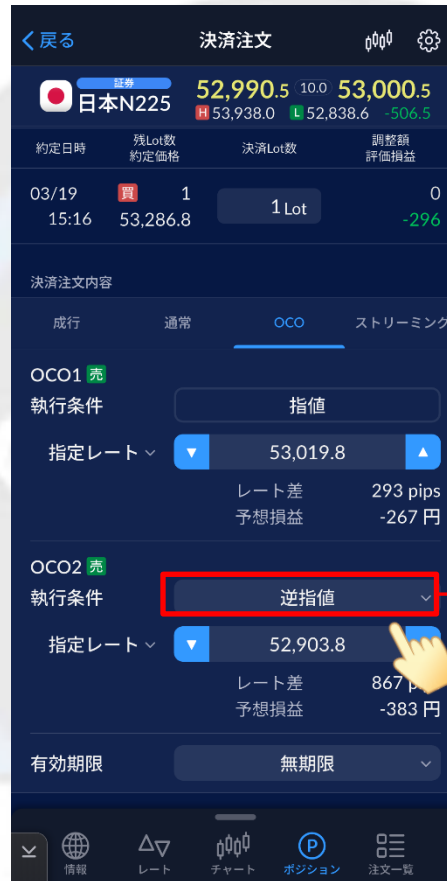 戻る 決済注文
証券
日本N225 52,990.5 10.0 53,000.5
H 53,938.0 L 52,838.6 -506.5
約定日時 残Lot数 約定価格 決済Lot数 調整額 評価損益
03/19 買 1 1 Lot 0
15:16 53,286.8 -296
決済注文内容
成行 通常 OCO ストリーミング
OCO1 売
執行条件 指値
指定レート 53,019.8
レート差 293 pips
予想損益 -267 円
OCO2 売
執行条件 逆指値
指定レート 52,903.8
レート差 867
予想損益 -383 円
有効期限 無期限
情報 レート チャート P ポジション 注文一覧